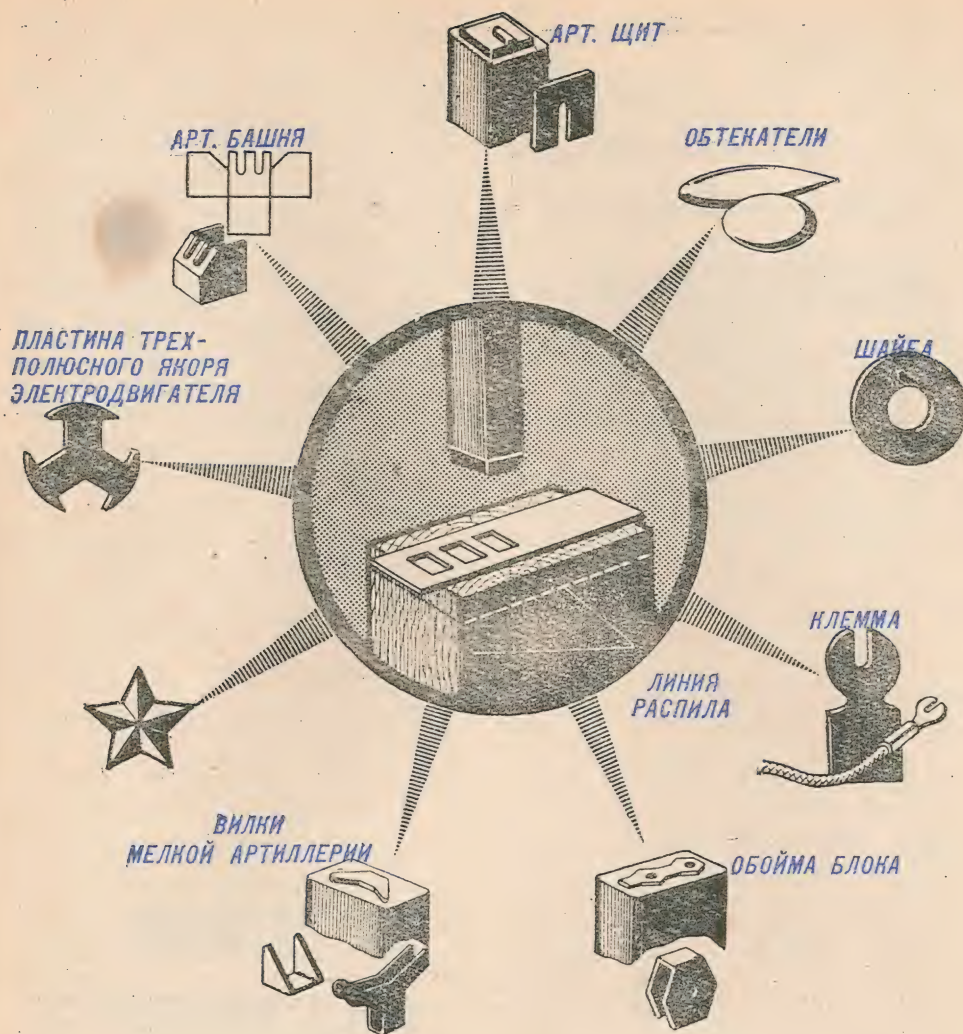 АРТ. ЩИТ
АРТ. БАШНЯ
ОБТЕКАТЕЛИ
ПЛАСТИНА ТРЕХ-
ПОЛЮСНОГО ЯКОРЯ
ЭЛЕКТРОДВИГАТЕЛЯ
ШАЙБА
КЛЕММА
ЛИНИЯ
РАСПИЛА
ВИЛКИ
МЕЛКОЙ АРТИЛЛЕРИИ
ОБОЙМА БЛОКА